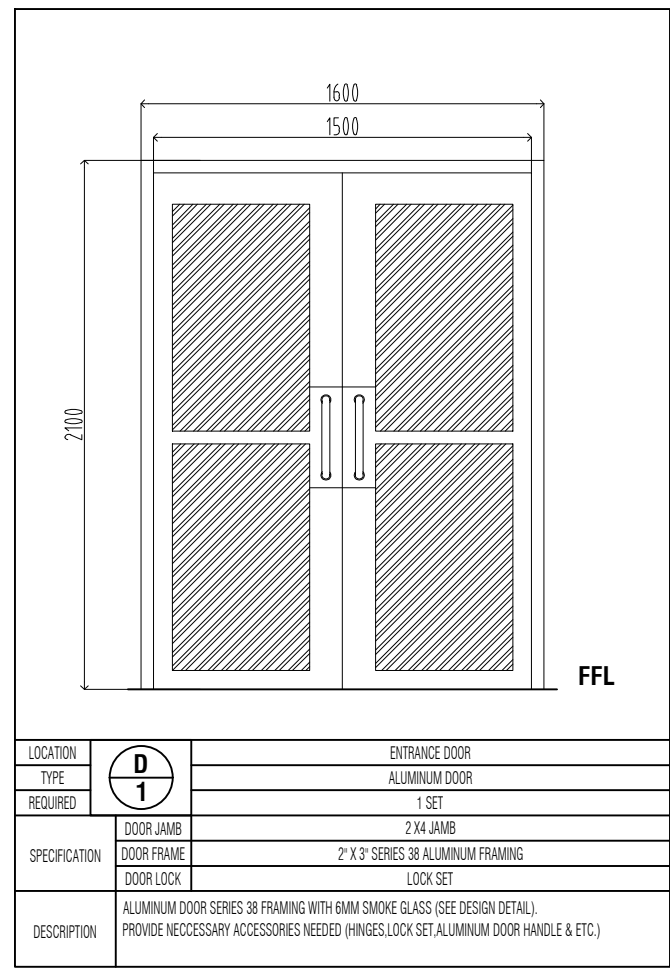 1600
1500
2100
FFL
LOCATION
D
1
ENTRANCE DOOR
TYPE
ALUMINUM DOOR
REQUIRED
1 SET
SPECIFICATION
DOOR JAMB
2 X4 JAMB
DOOR FRAME
2" X 3" SERIES 38 ALUMINUM FRAMING
DOOR LOCK
LOCK SET
DESCRIPTION
ALUMINUM DOOR SERIES 38 FRAMING WITH 6MM SMOKE GLASS (SEE DESIGN DETAIL).
PROVIDE NECCESSARY ACCESSORIES NEEDED (HINGES,LOCK SET,ALUMINUM DOOR HANDLE & ETC.)